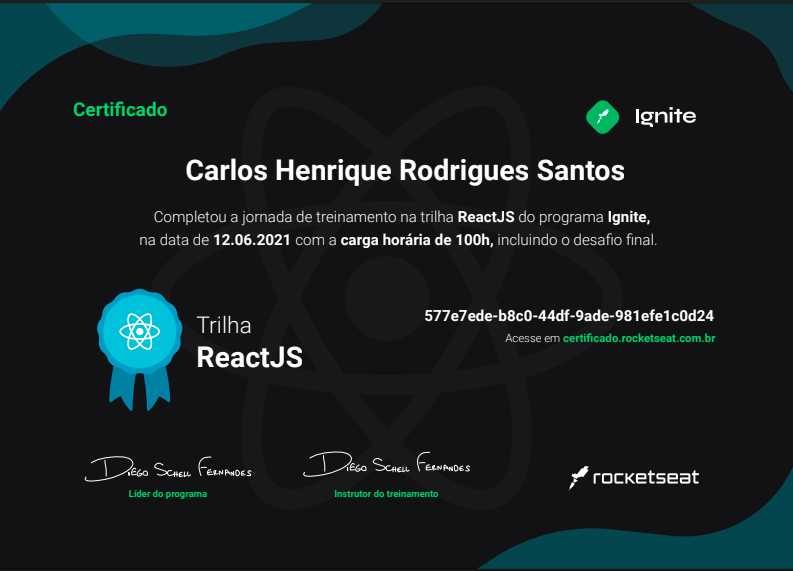 Certificado
Ignite
Carlos Henrique Rodrigues Santos
Completou a jornada de treinamento na trilha ReactJS do programa Ignite,
na data de 12.06.2021 com a carga horária de 100h, incluindo o desafio final.
Trilha
ReactJS
577e7ede-b8c0-44df-9ade-981efe1c0d24
Acesse em certificado.rocketseat.com.br
Diego Schell Fernandes
Líder do programa
Diego Schell Fernandes
Instrutor do treinamento
rocketseat